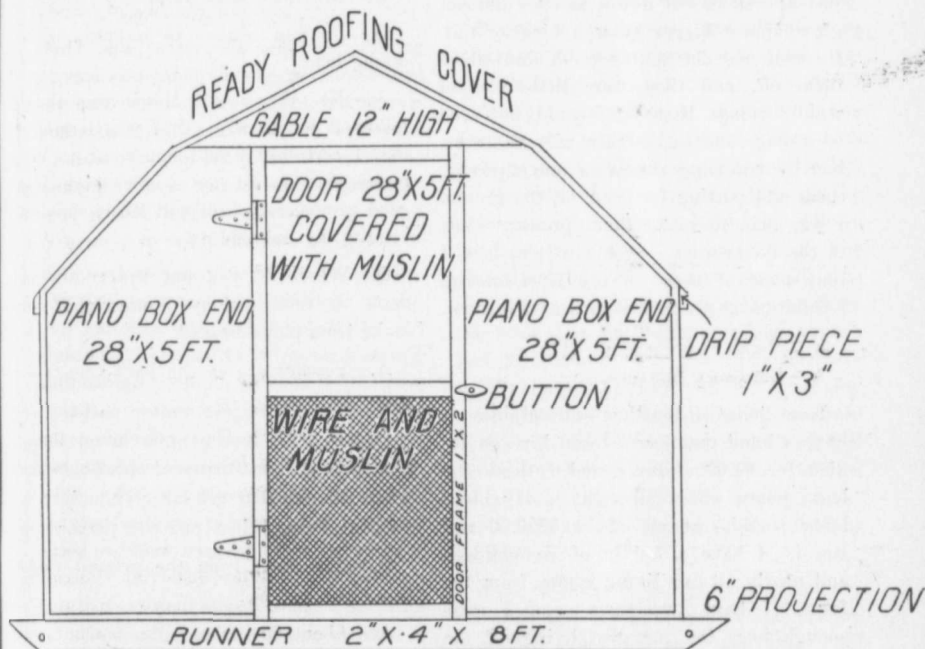 READY ROOFING COVER
GABLE 12" HIGH
DOOR 28"X5FT.
COVERED
WITH MUSLIN
PIANO BOX END
28"X5FT.
PIANO BOX END
28"X5FT.
DRIP PIECE
1"X3"
BUTTON
WIRE AND
MUSLIN
DOOR FRAME 1"X2"
6" PROJECTION
RUNNER 2"X4"X 8FT.